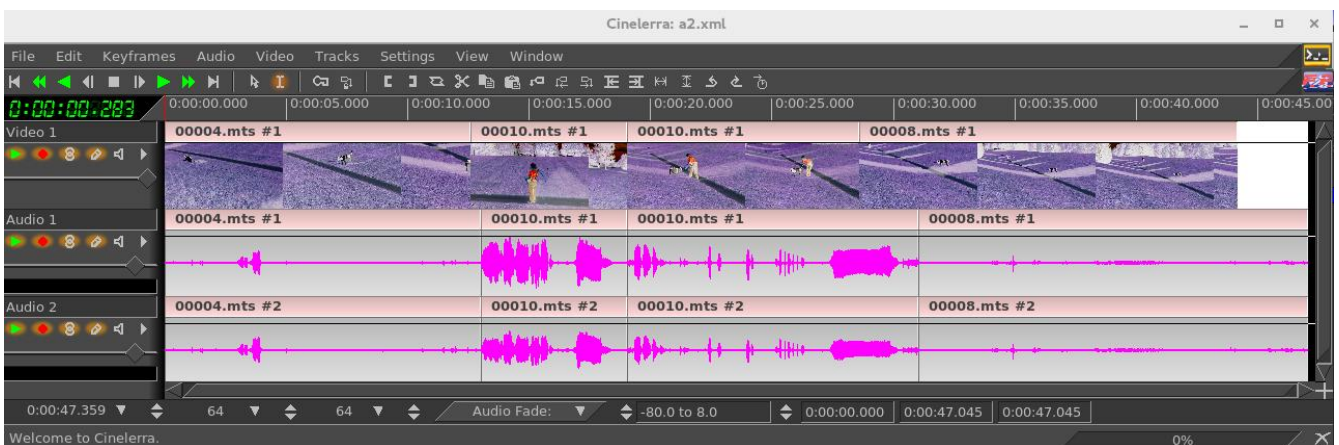 Cinelerra: a2.xml
File Edit Keyframes Audio Video Tracks Settings View Window
0:00:00:283 0:00:00.000 0:00:05.000 0:00:10.000 0:00:15.000 0:00:20.000 0:00:25.000 0:00:30.000 0:00:35.000 0:00:40.000 0:00:45.00
Video 1 00004.mts #1 00010.mts #1 00010.mts #1 00008.mts #1
Audio 1 00004.mts #1 00010.mts #1 00010.mts #1 00008.mts #1
Audio 2 00004.mts #2 00010.mts #2 00010.mts #2 00008.mts #2
0:00:47.359 64 64 Audio Fade: -80.0 to 8.0 0:00:00.000 0:00:47.045 0:00:47.045
Welcome to Cinelerra. 0%